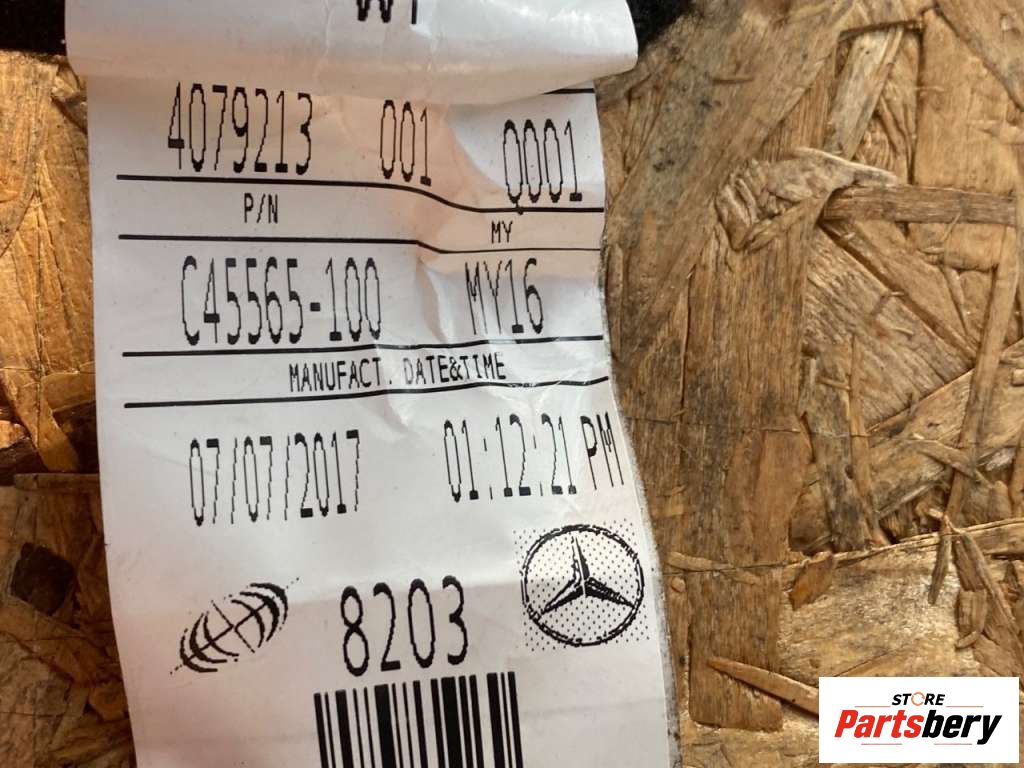 4079213 001 Q001
P/N MY
C45565-100 MY16
MANUFACT. DATE&TIME
07/07/2017 01:12:21 PM
8203
STORE
Partsbery